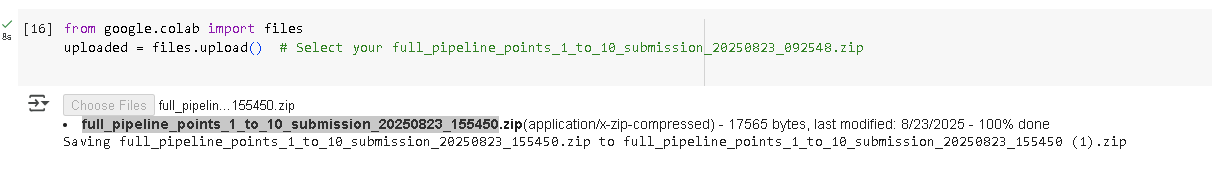 [16] from google.colab import files
8s uploaded = files.upload()  # Select your full_pipeline_points_1_to_10_submission_20250823_092548.zip
Choose Files full_pipelin...155450.zip
• full_pipeline_points_1_to_10_submission_20250823_155450.zip(application/x-zip-compressed) - 17565 bytes, last modified: 8/23/2025 - 100% done
Saving full_pipeline_points_1_to_10_submission_20250823_155450.zip to full_pipeline_points_1_to_10_submission_20250823_155450 (1).zip